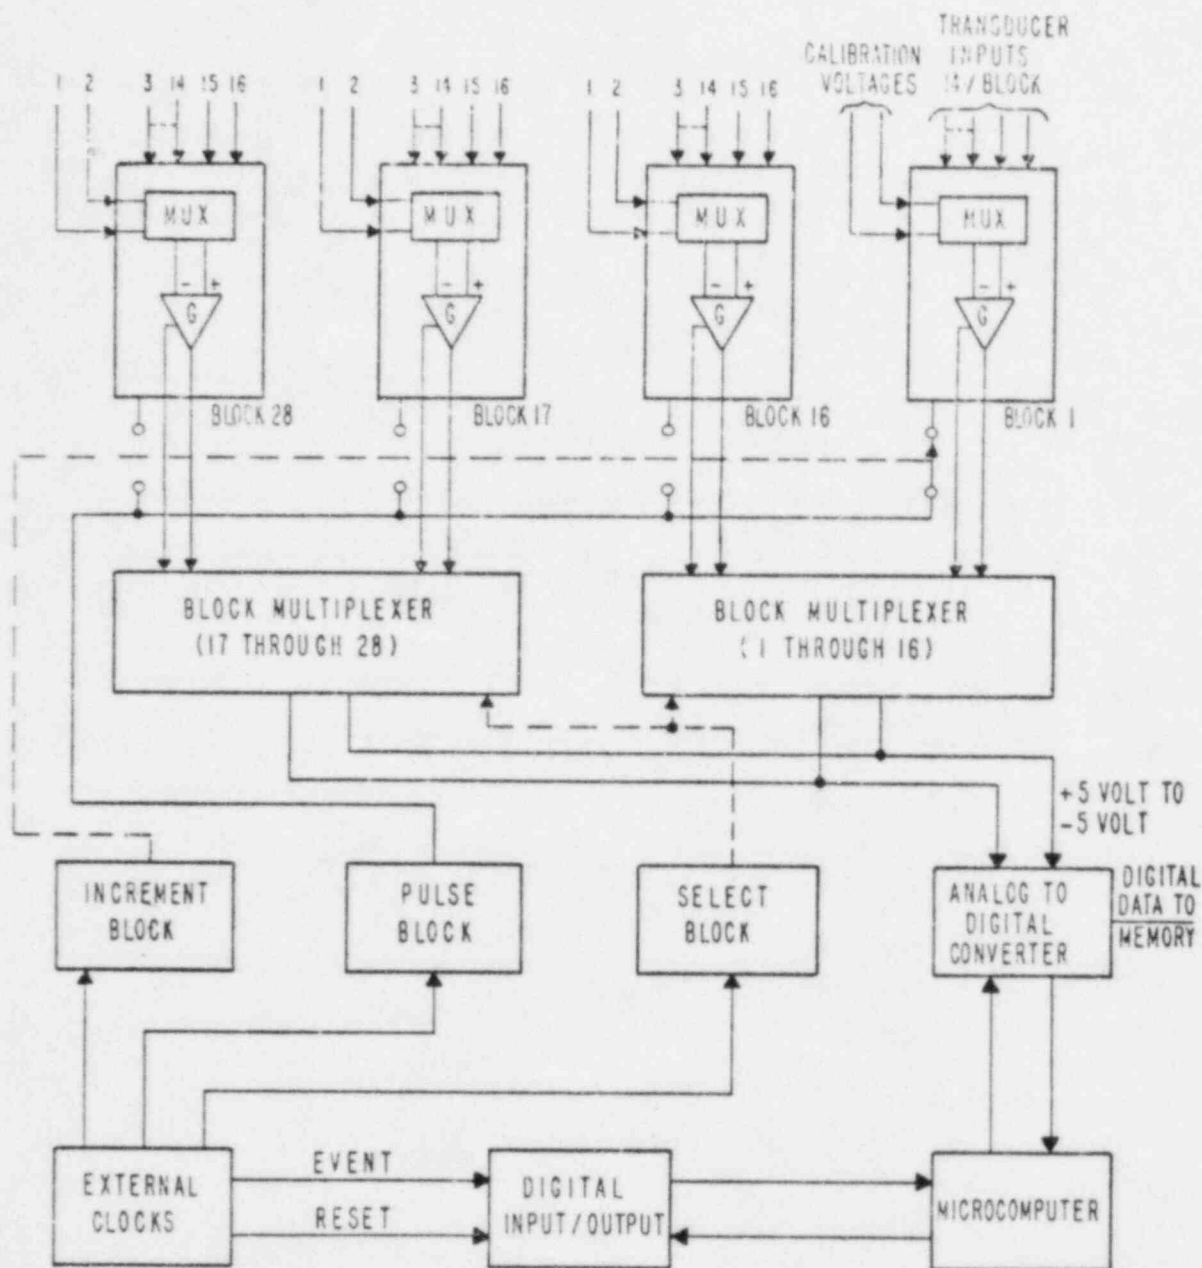 TRANSDUCER
CALIBRATION INPUTS
VOLTAGES 14/BLOCK
1 2 3 14 15 16 1 2 3 14 15 16 1 2 3 14 15 16
MUX MUX MUX MUX
- + - + - + - +
G G G G
BLOCK 28 BLOCK 17 BLOCK 16 BLOCK 1
BLOCK MULTIPLEXER
(17 THROUGH 28)
BLOCK MULTIPLEXER
(1 THROUGH 16)
+5 VOLT TO
-5 VOLT
INCREMENT
BLOCK
PULSE
BLOCK
SELECT
BLOCK
ANALOG TO
DIGITAL
CONVERTER
DIGITAL
DATA TO
MEMORY
EXTERNAL
CLOCKS
EVENT
RESET
DIGITAL
INPUT/OUTPUT
MICROCOMPUTER